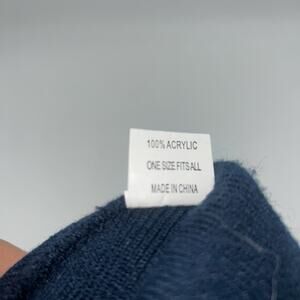 100% ACRYLIC
ONE SIZE FITS ALL
MADE IN CHINA